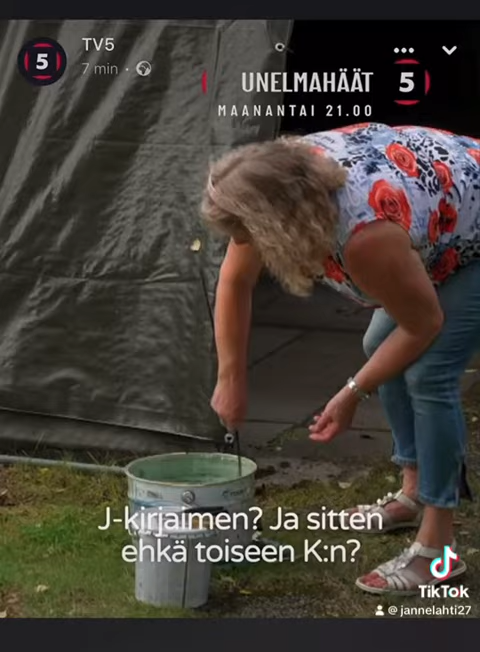 5
TV5
7 min
UNELMAHÄÄT 5
MAANANTAI 21.00
J-kirjaimen? Ja sitten
ehkä toiseen K:n?
TikTok
@jannelahti27